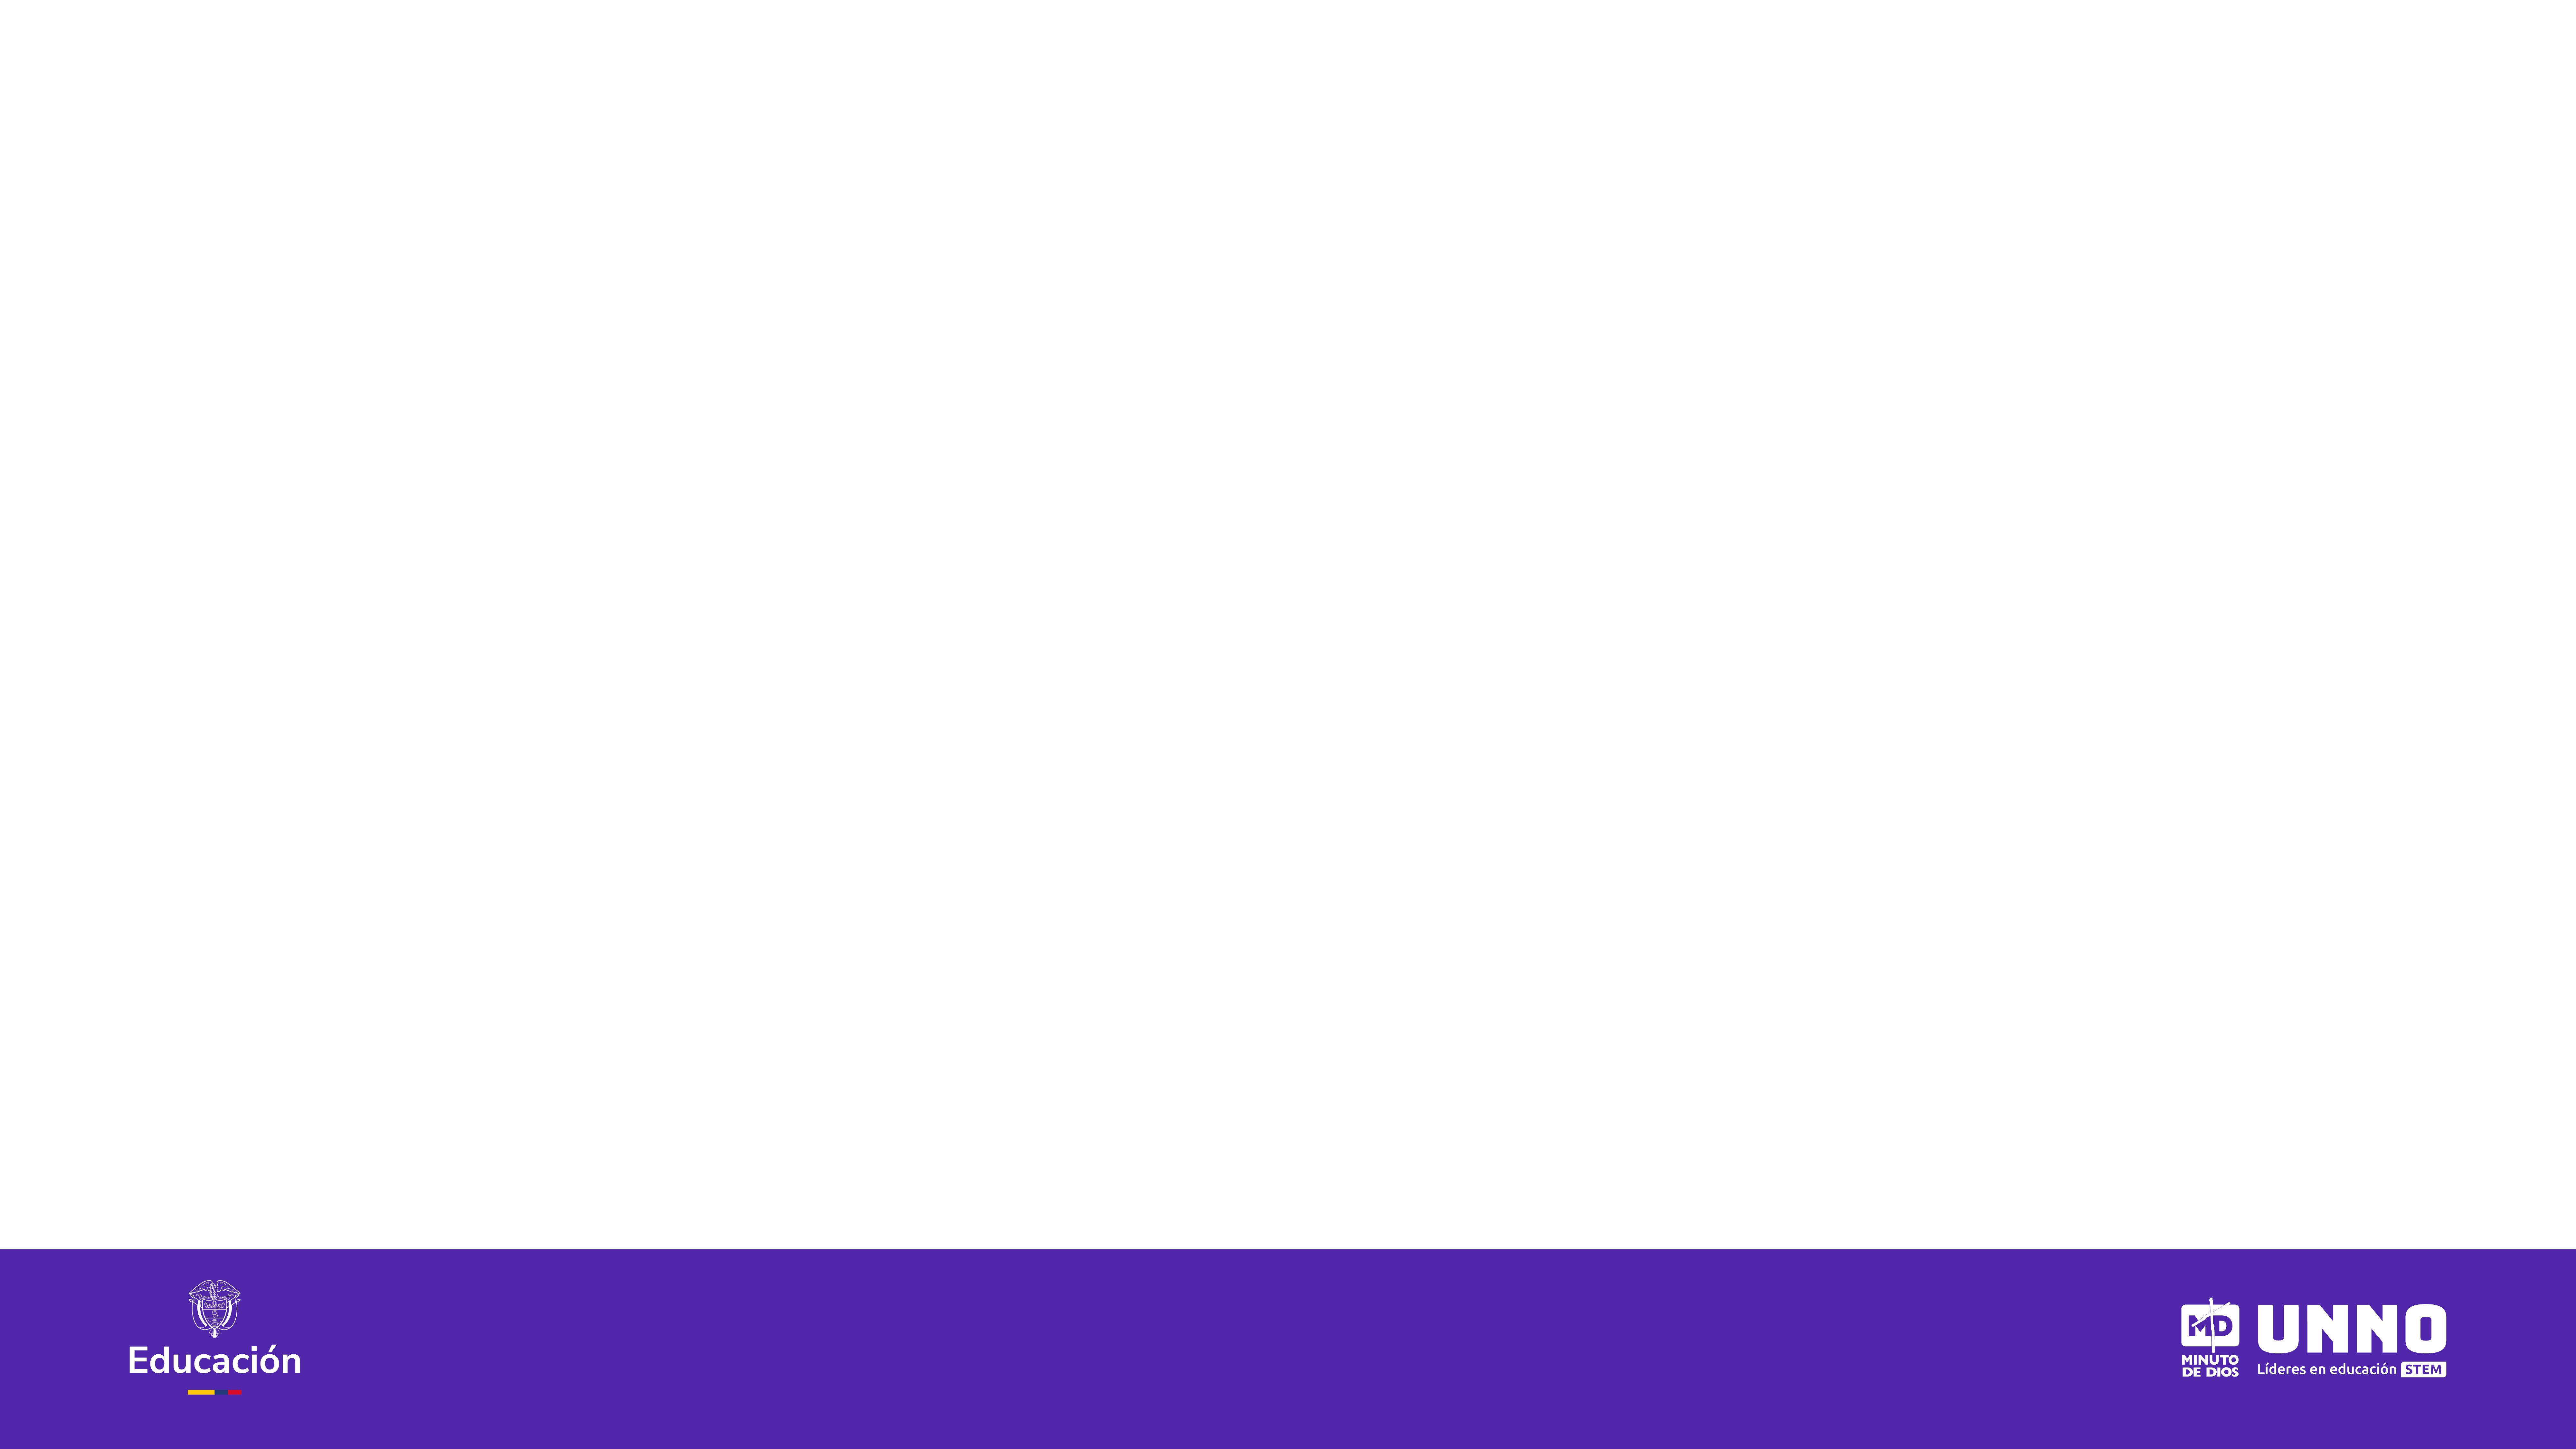 Educación
MD
MINUTO
DE DIOS
UNNO
Líderes en educación STEM